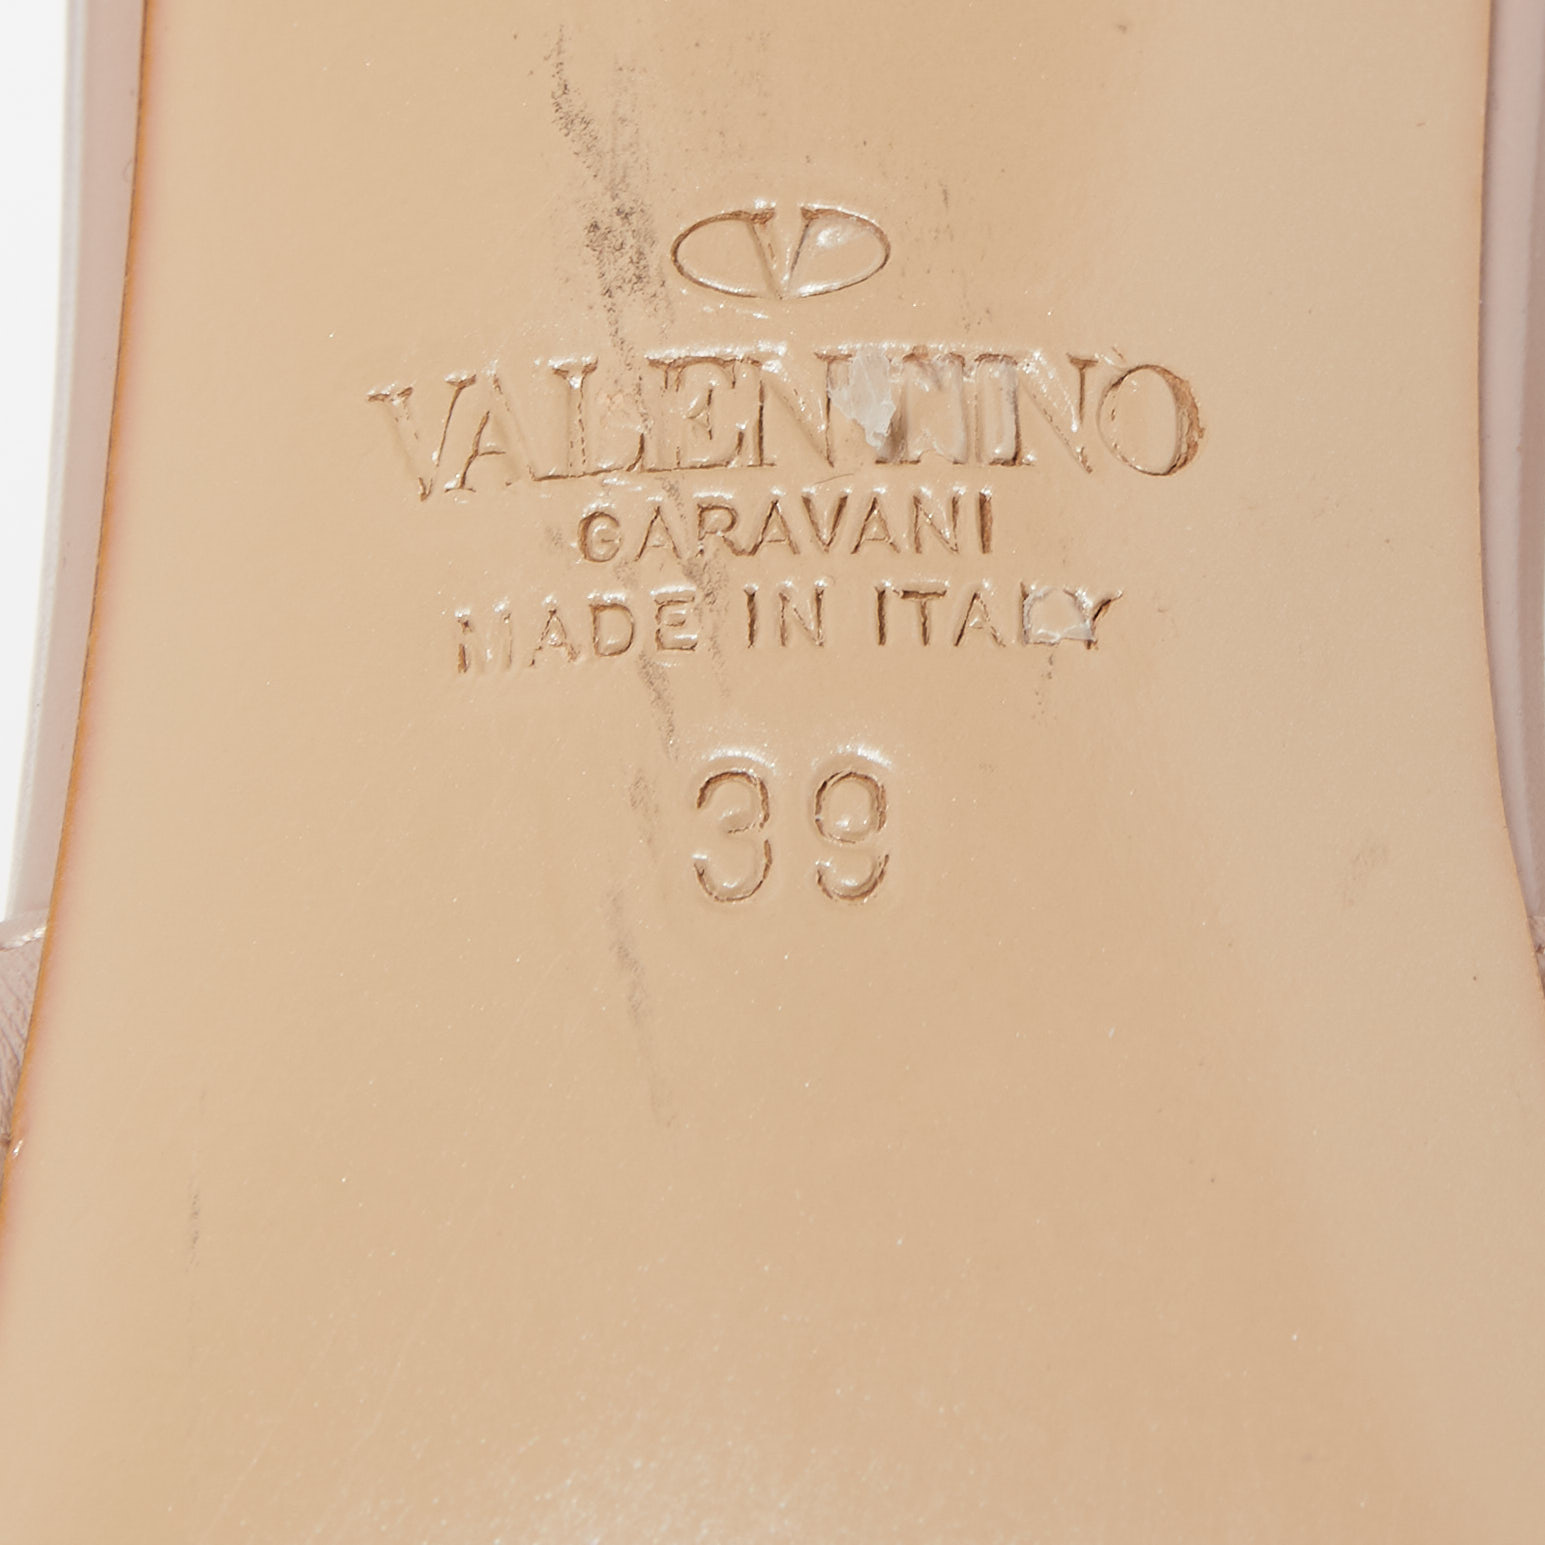 V
VALENTINO
GARAVANI
MADE IN ITALY
39